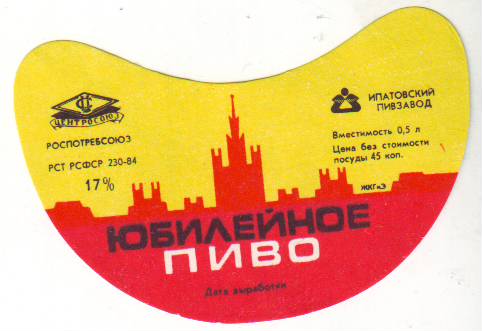 ЦС
ЦЕНТРОСОЮЗ
РОСПОТРЕБСОЮЗ
РСТ РСФСР 230-84
17%
ИПАТОВСКИЙ
ПИВЗАВОД
Вместимость 0,5 л
Цена без стоимости
посуды 45 коп.
ЖКГиЭ
ЮБИЛЕЙНОЕ
ПИВО
Дата выработки